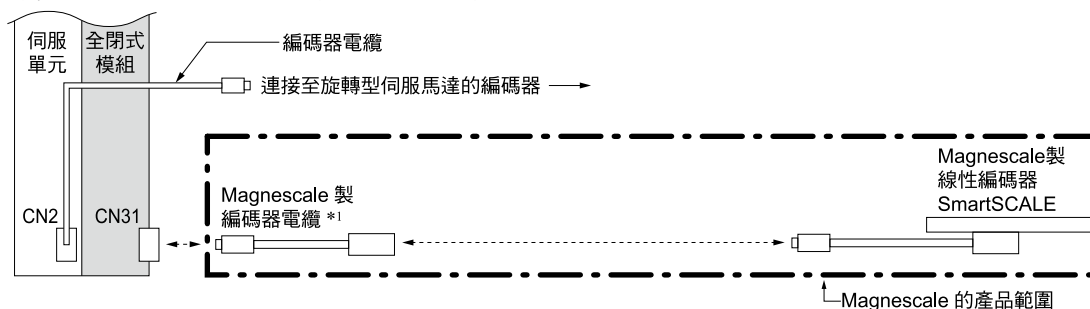 伺服
單元
全閉式
模組
編碼器電纜
連接至旋轉型伺服馬達的編碼器
CN2
CN31
Magnescale 製
編碼器電纜 *1
Magnescale製
線性編碼器
SmartSCALE
Magnescale 的產品範圍